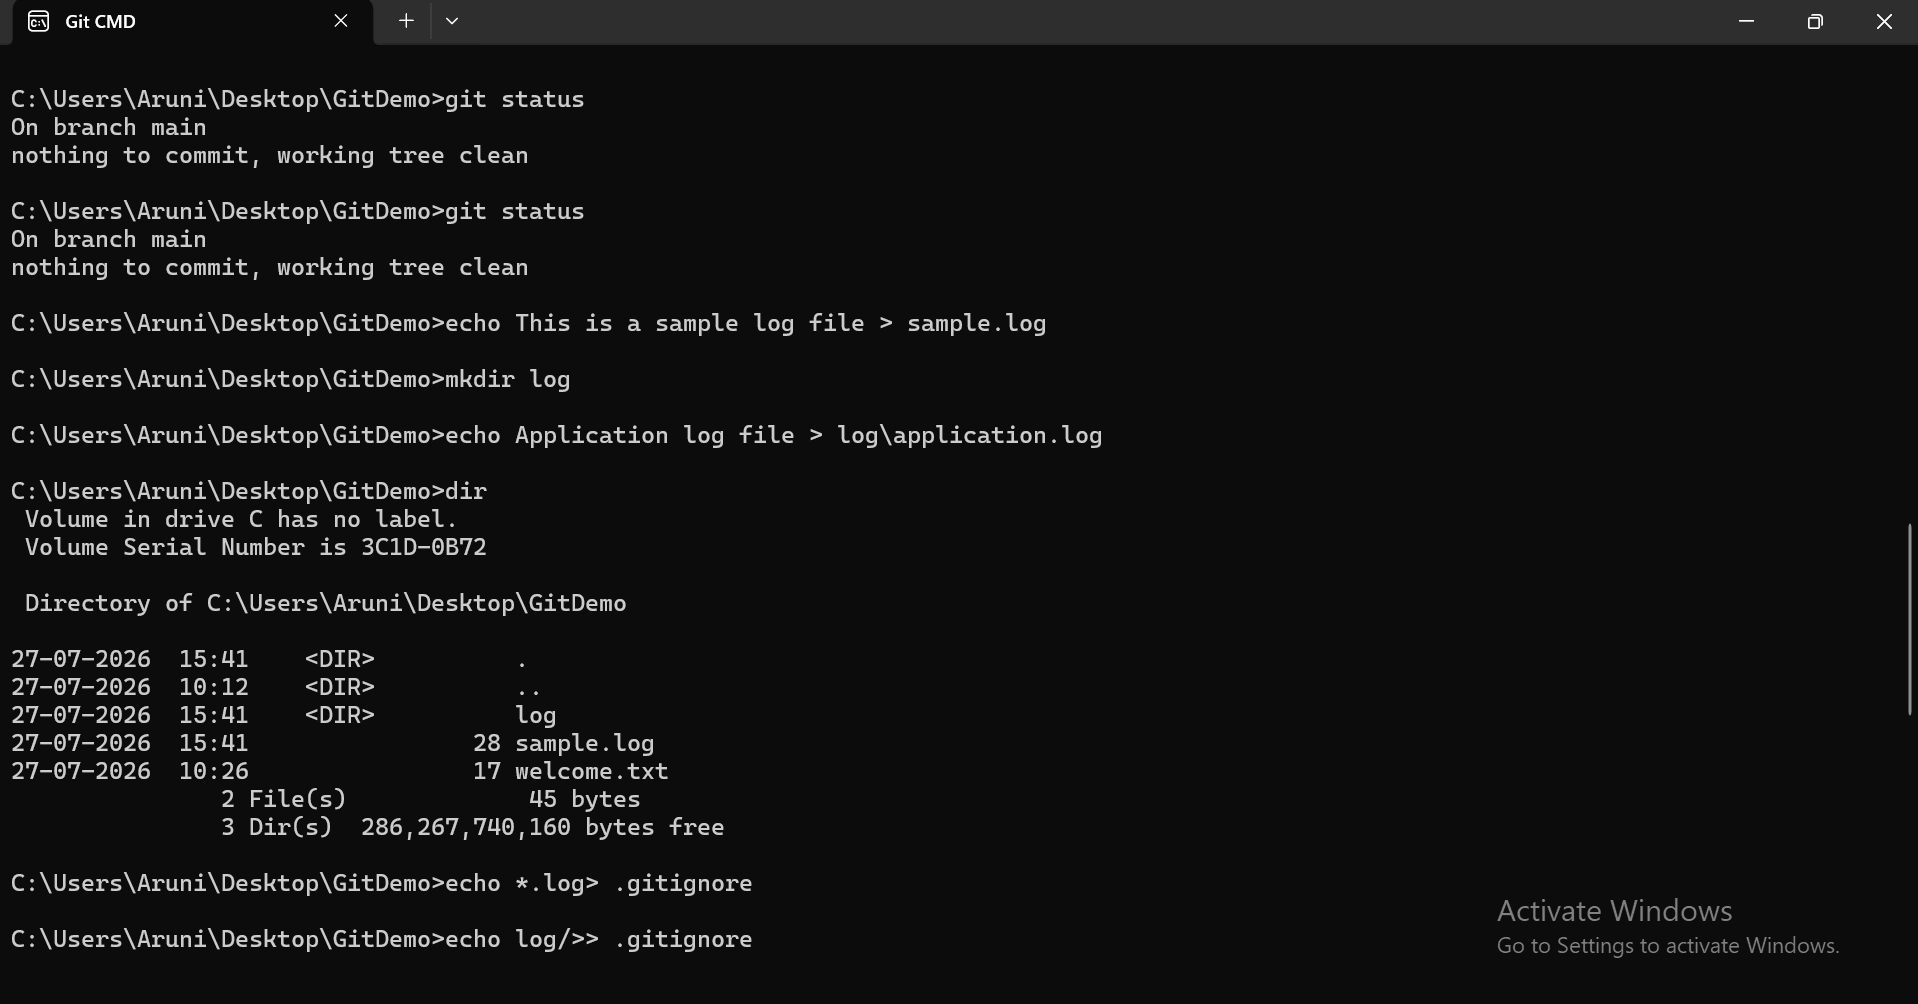 Git CMD
C:\Users\Aruni\Desktop\GitDemo>git status
On branch main
nothing to commit, working tree clean
C:\Users\Aruni\Desktop\GitDemo>git status
On branch main
nothing to commit, working tree clean
C:\Users\Aruni\Desktop\GitDemo>echo This is a sample log file > sample.log
C:\Users\Aruni\Desktop\GitDemo>mkdir log
C:\Users\Aruni\Desktop\GitDemo>echo Application log file > log\application.log
C:\Users\Aruni\Desktop\GitDemo>dir
 Volume in drive C has no label.
 Volume Serial Number is 3C1D-0B72
 Directory of C:\Users\Aruni\Desktop\GitDemo
27-07-2026  15:41    <DIR>          .
27-07-2026  10:12    <DIR>          ..
27-07-2026  15:41    <DIR>          log
27-07-2026  15:41                28 sample.log
27-07-2026  10:26                17 welcome.txt
               2 File(s)             45 bytes
               3 Dir(s)  286,267,740,160 bytes free
C:\Users\Aruni\Desktop\GitDemo>echo *.log> .gitignore
C:\Users\Aruni\Desktop\GitDemo>echo log/>> .gitignore
Activate Windows
Go to Settings to activate Windows.